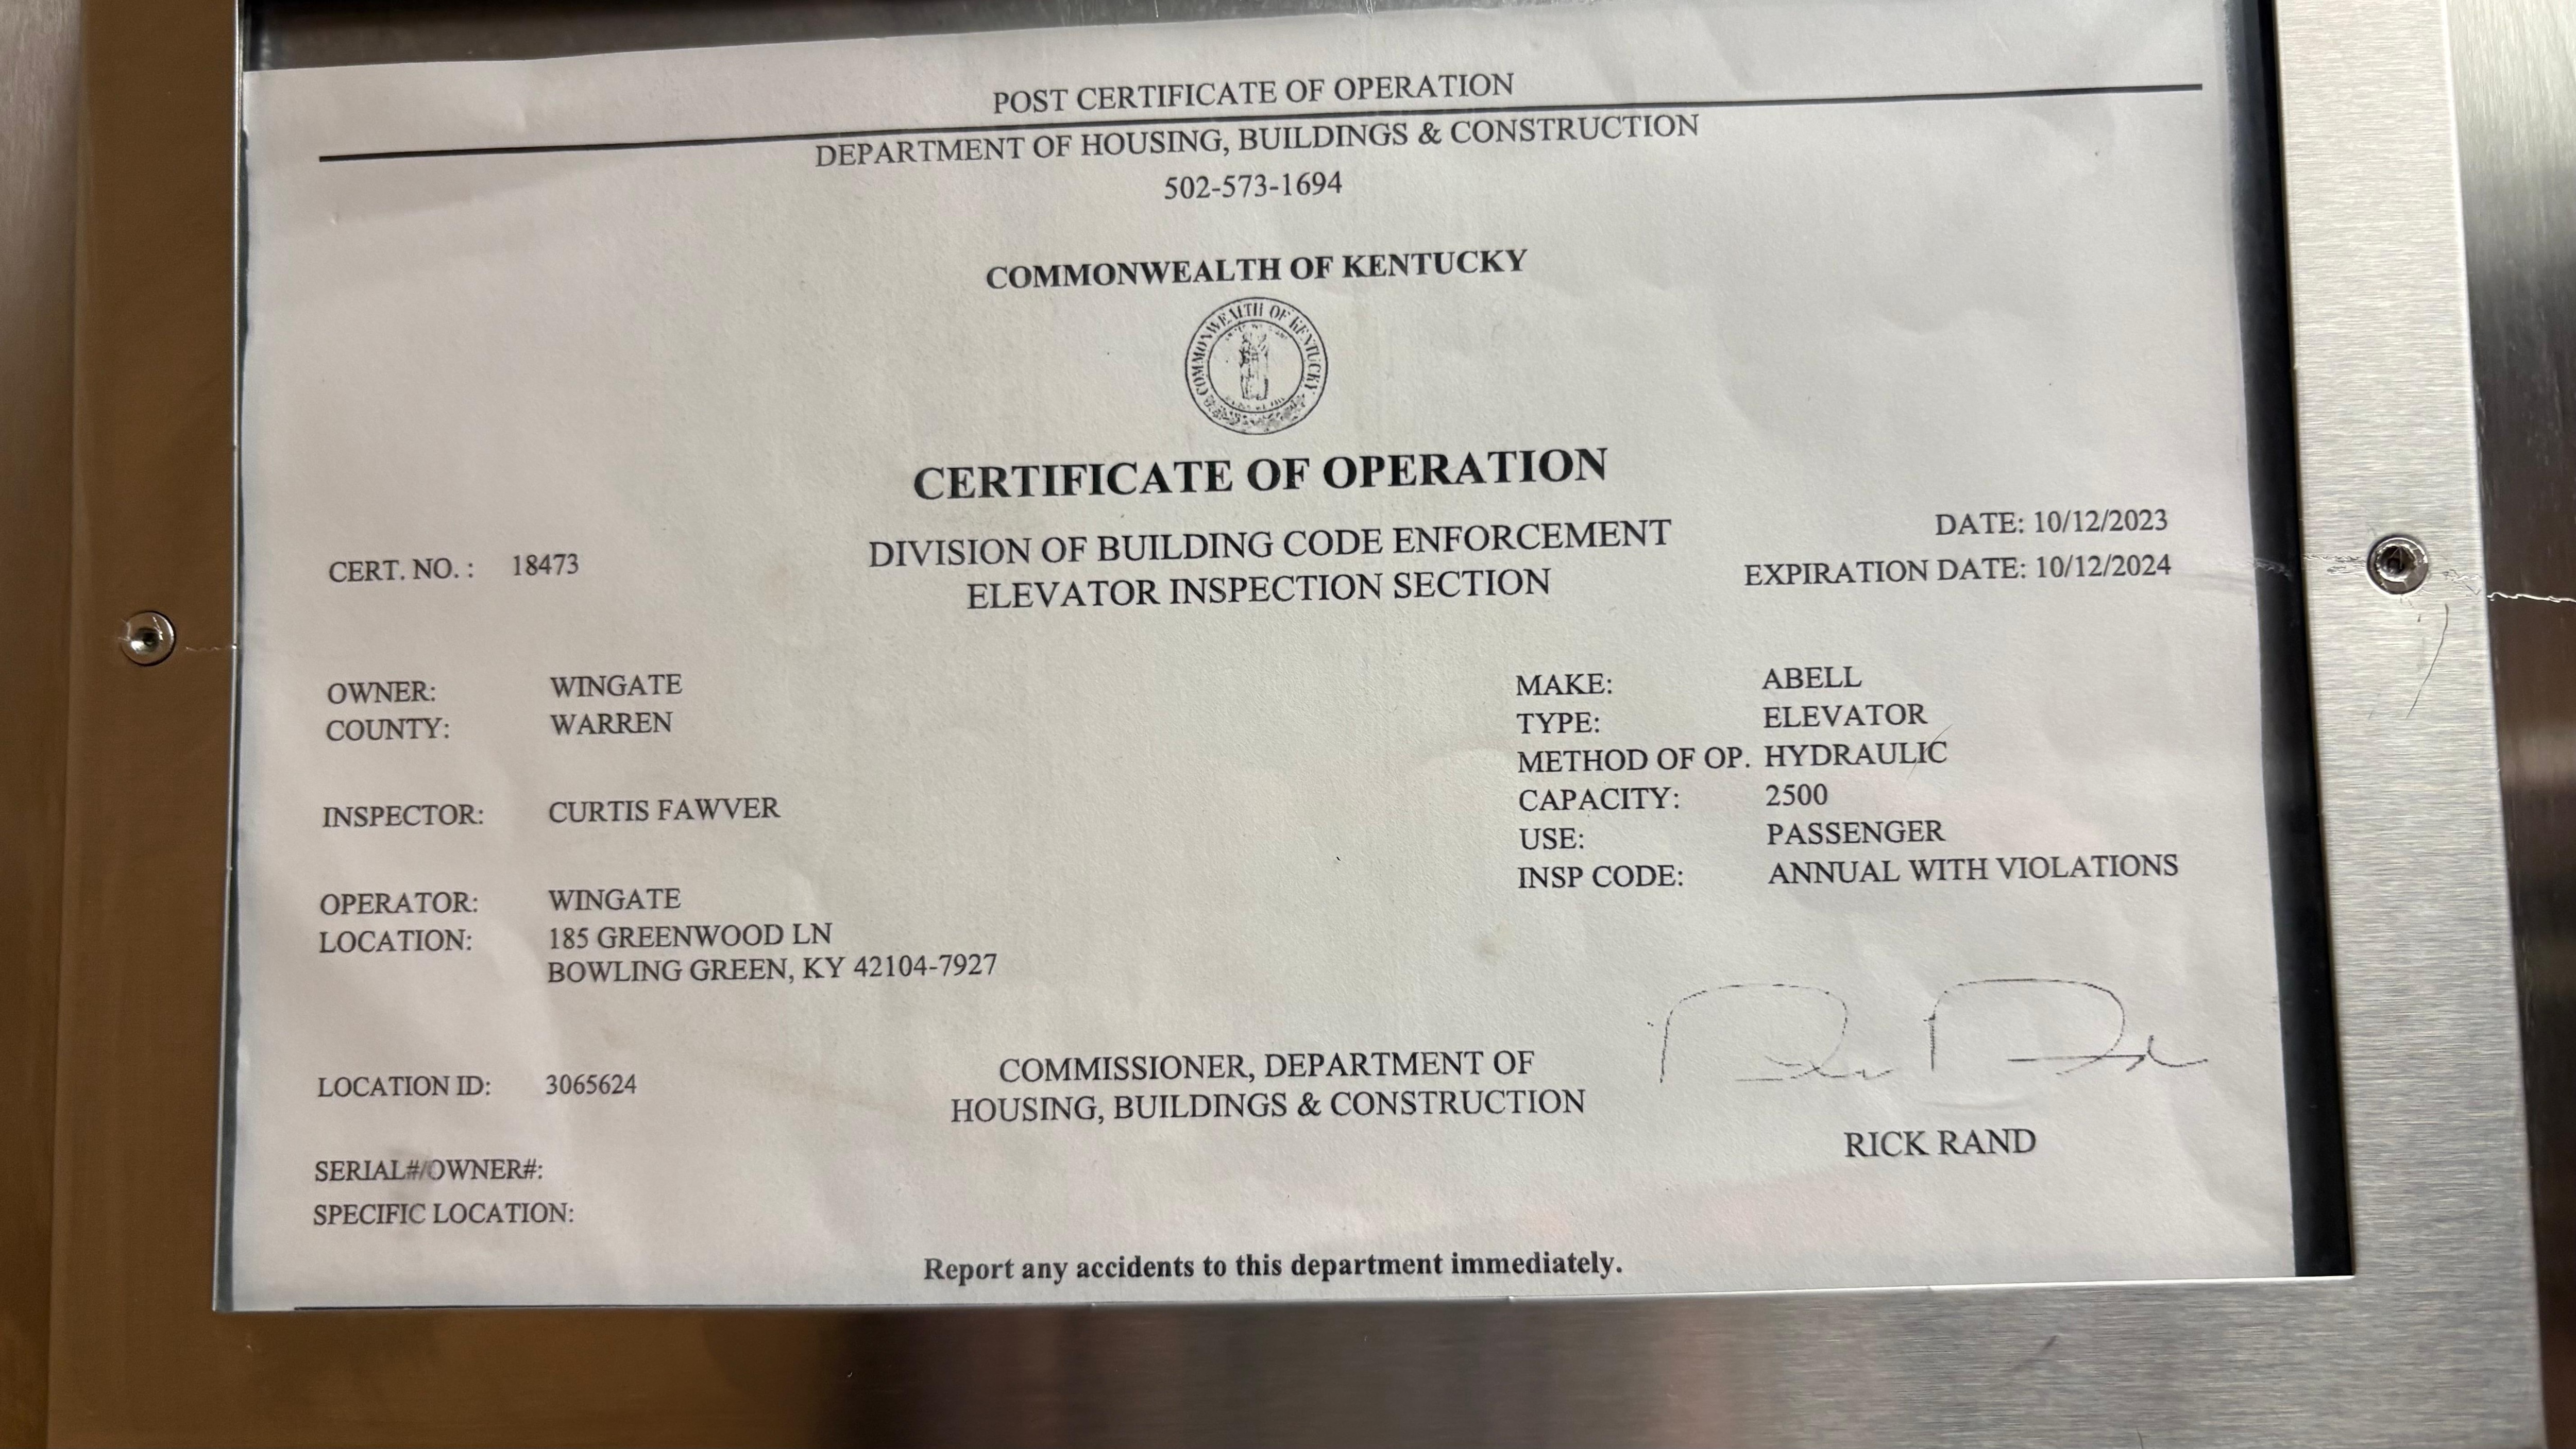 POST CERTIFICATE OF OPERATION
DEPARTMENT OF HOUSING, BUILDINGS & CONSTRUCTION
502-573-1694
COMMONWEALTH OF KENTUCKY
COMMONWEALTH OF KENTUCKY
CERTIFICATE OF OPERATION
CERT. NO. : 18473
DIVISION OF BUILDING CODE ENFORCEMENT
ELEVATOR INSPECTION SECTION
DATE: 10/12/2023
EXPIRATION DATE: 10/12/2024
OWNER: WINGATE
COUNTY: WARREN
INSPECTOR: CURTIS FAWVER
OPERATOR: WINGATE
LOCATION: 185 GREENWOOD LN
BOWLING GREEN, KY 42104-7927
LOCATION ID: 3065624
SERIAL#/OWNER#:
SPECIFIC LOCATION:
MAKE: ABELL
TYPE: ELEVATOR
METHOD OF OP. HYDRAULIC
CAPACITY: 2500
USE: PASSENGER
INSP CODE: ANNUAL WITH VIOLATIONS
COMMISSIONER, DEPARTMENT OF
HOUSING, BUILDINGS & CONSTRUCTION
RICK RAND
Report any accidents to this department immediately.